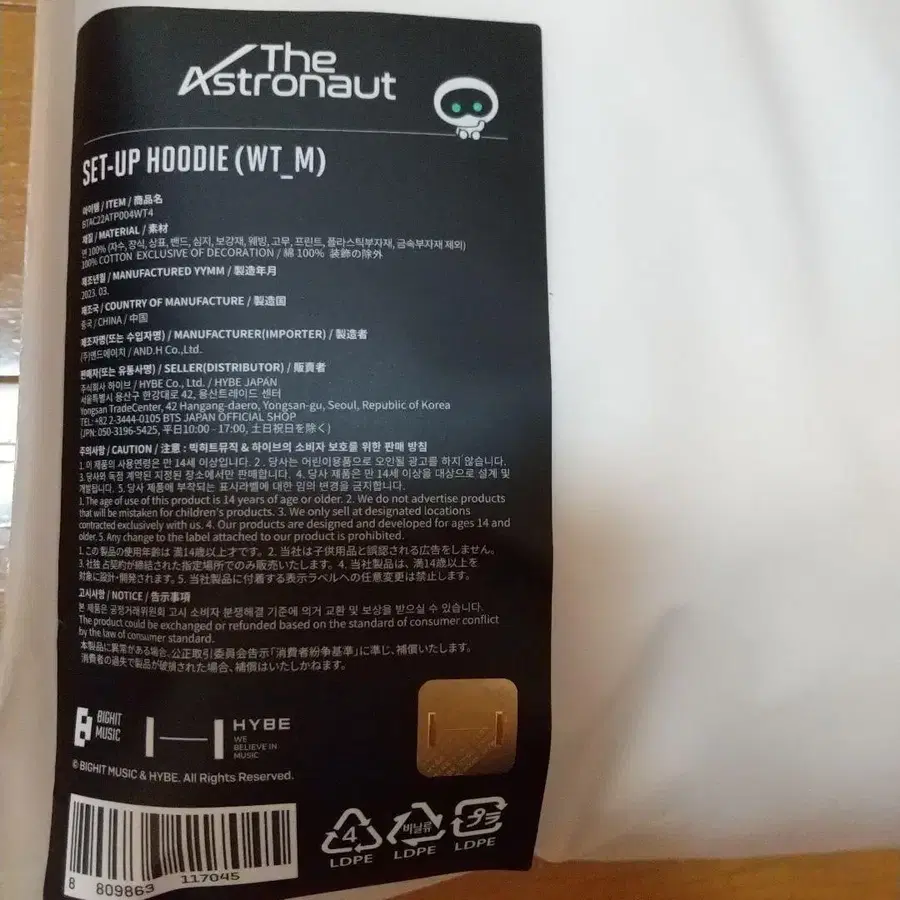 The
Astronaut
SET-UP HOODIE (WT_M)
아이템 / ITEM / 商品名
BTAC22ATP004WT4
재질 / MATERIAL / 素材
면 100% (자수, 장식, 상표, 밴드, 심지, 보강재, 웨빙, 고무, 프린트, 플라스틱부자재, 금속부자재 제외)
100% COTTON EXCLUSIVE OF DECORATION / 綿 100% 装飾の除外
제조년월 / MANUFACTURED YYMM / 製造年月
2023. 03.
제조국 / COUNTRY OF MANUFACTURE / 製造国
중국 / CHINA / 中国
제조자명(또는 수입자명) / MANUFACTURER(IMPORTER) / 製造者
(주)앤드에이치 / AND.H Co.,Ltd.
판매자(또는 유통사명) / SELLER(DISTRIBUTOR) / 販賣者
주식회사 하이브 / HYBE Co., Ltd. / HYBE JAPAN
서울특별시 용산구 한강대로 42, 용산트레이드 센터
Yongsan TradeCenter, 42 Hangang-daero, Yongsan-gu, Seoul, Republic of Korea
TEL: +82 2-3444-0105 BTS JAPAN OFFICIAL SHOP
(JPN: 050-3196-5425, 平日10:00 - 17:00, 土日祝日を除く)
주의사항 / CAUTION / 注意 : 빅히트뮤직 & 하이브의 소비자 보호를 위한 판매 방침
1. 이 제품의 사용연령은 만 14세 이상입니다. 2. 당사는 어린이용품으로 오인될 광고를 하지 않습니다.
3. 당사와 독점 계약된 지정된 장소에서만 판매합니다. 4. 당사 제품은 만 14세 이상을 대상으로 설계 및
개발됩니다. 5. 당사 제품에 부착되는 표시라벨에 대한 임의 변경을 금지합니다.
1. The age of use of this product is 14 years of age or older. 2. We do not advertise products
that will be mistaken for children's products. 3. We only sell at designated locations
contracted exclusively with us. 4. Our products are designed and developed for ages 14 and
older. 5. Any change to the label attached to our product is prohibited.
1. この製品の使用年齢は 満14歳以上才です。2. 当社は子供用品と誤認される広告をしません。
3. 社独 占契約が締結された指定場所でのみ販売いたします。4. 当社製品は、満14歳以上を
対象に設計・開発されます。5. 当社製品に付着する表示ラベルへの任意変更は禁止します。
고시사항 / NOTICE / 告示事項
본 제품은 공정거래위원회 고시 소비자 분쟁해결 기준에 의거 교환 및 보상을 받으실 수 있습니다.
The product could be exchanged or refunded based on the standard of consumer conflict
by the law of consumer standard.
本製品に異常がある場合、公正取引委員会告示「消費者紛争基準」に準じ、補償いたします。
消費者の過失で製品が破損された場合、補償はいたしかねます。
BIGHIT
MUSIC
HYBE
WE
BELIEVE IN
MUSIC
© BIGHIT MUSIC & HYBE. All Rights Reserved.
8 809863 117045
4
LDPE
비닐류
LDPE
プラ
LDPE